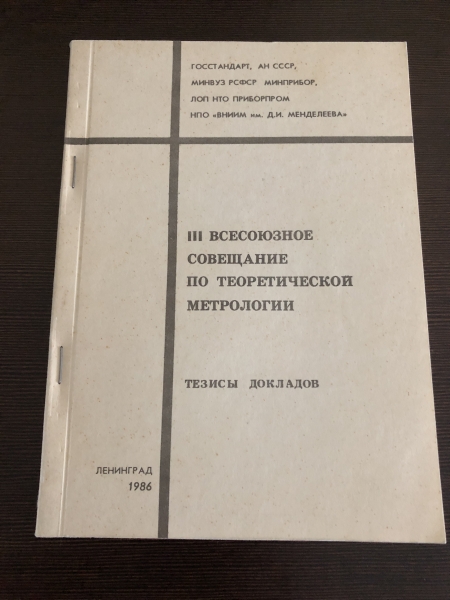 ГОССТАНДАРТ, АН СССР,
МИНВУЗ РСФСР МИНПРИБОР,
ЛОП НТО ПРИБОРПРОМ
НПО «ВНИИМ им. Д.И. МЕНДЕЛЕЕВА»
III ВСЕСОЮЗНОЕ
СОВЕЩАНИЕ
ПО ТЕОРЕТИЧЕСКОЙ
МЕТРОЛОГИИ
ТЕЗИСЫ ДОКЛАДОВ
ЛЕНИНГРАД
1986